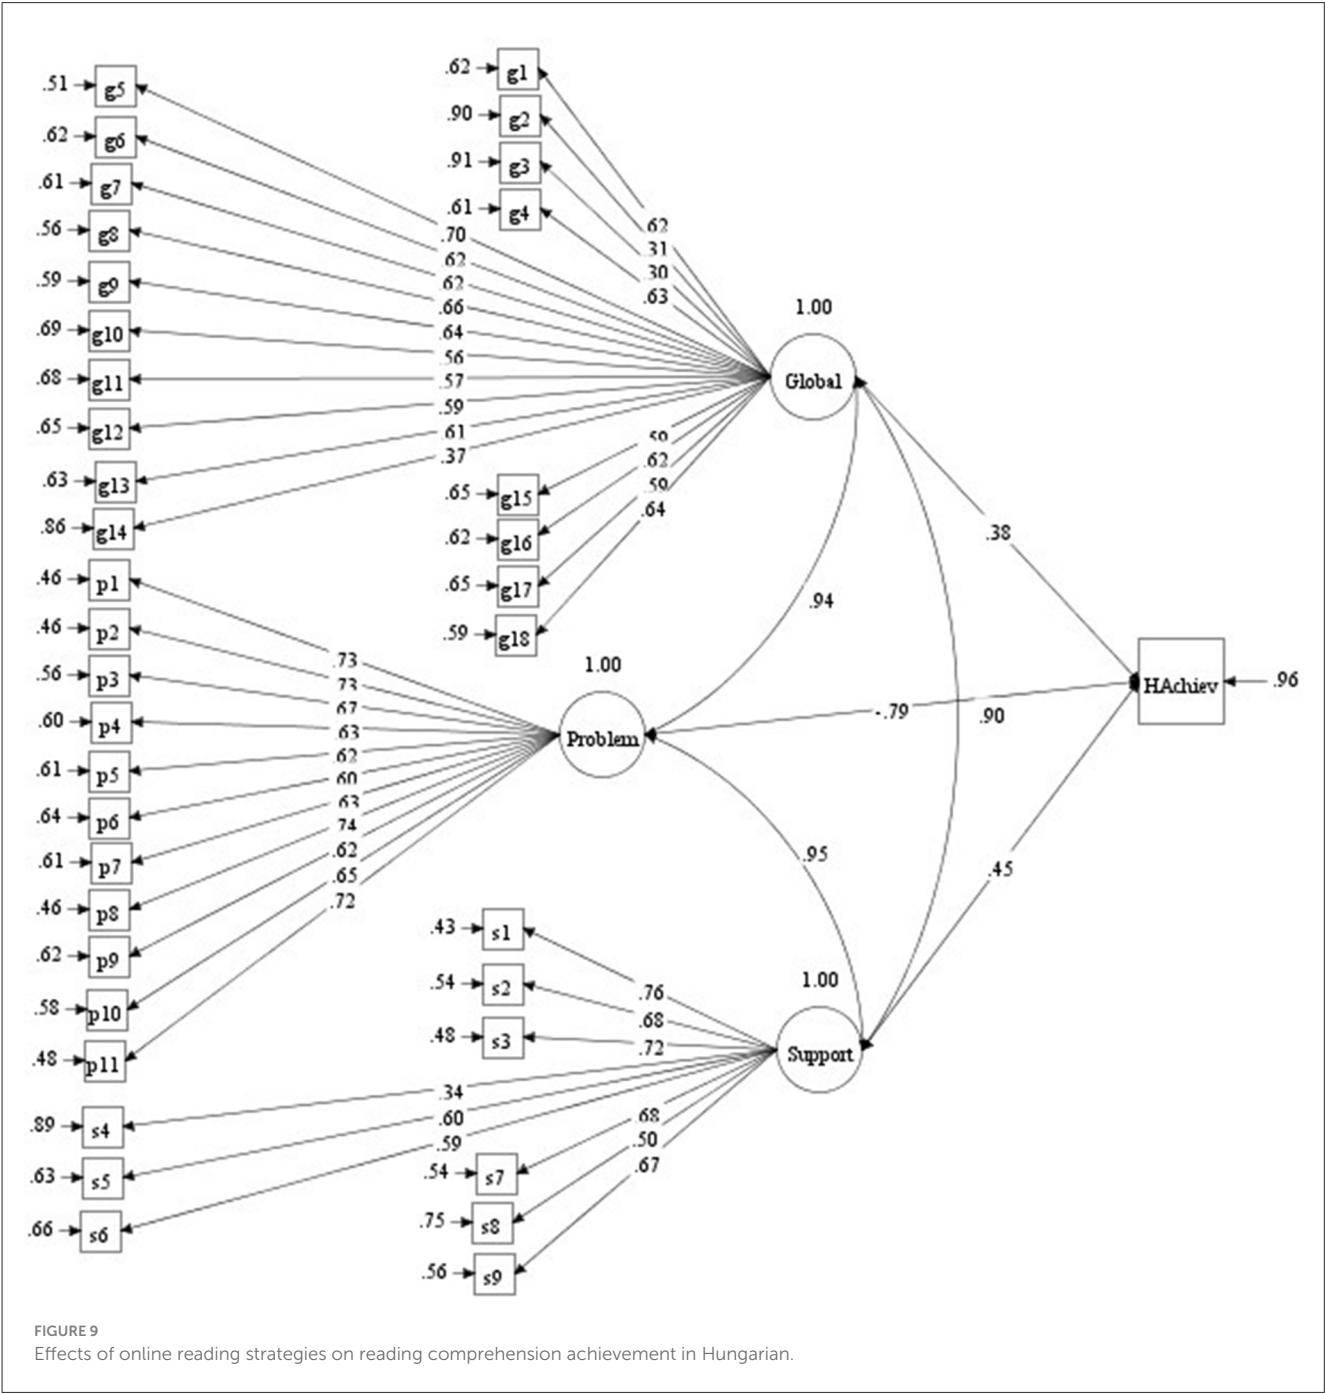 .51 g5
.62 g6
.61 g7
.56 g8
.59 g9
.69 g10
.68 g11
.65 g12
.63 g13
.86 g14
.62 g1
.90 g2
.91 g3
.61 g4
.62
.31
.30
.63
.70
.62
.62
.66
.64
.56
.57
.59
.61
.37
1.00
Global
.59
.62
.59
.64
.65 g15
.62 g16
.65 g17
.59 g18
.38
.94
.46 p1
.46 p2
.56 p3
.60 p4
.61 p5
.64 p6
.61 p7
.46 p8
.62 p9
.58 p10
.48 p11
.73
.73
.67
.63
.62
.60
.63
.74
.62
.65
.72
1.00
Problem
-.79
.90
HAchiev .96
.95
.45
.43 s1
.54 s2
.48 s3
.76
.68
.72
1.00
Support
.34
.60
.59
.68
.50
.67
.89 s4
.63 s5
.66 s6
.54 s7
.75 s8
.56 s9
FIGURE 9
Effects of online reading strategies on reading comprehension achievement in Hungarian.